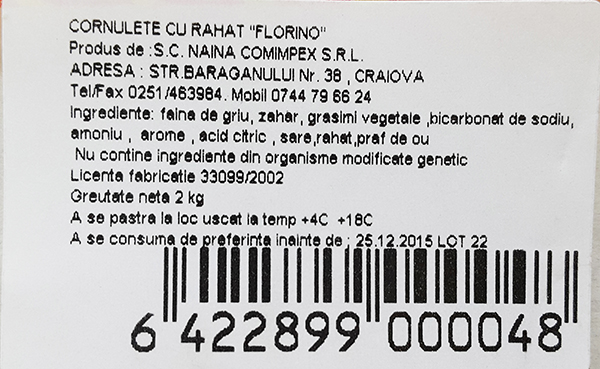 CORNULETE CU RAHAT "FLORINO"
Produs de :S.C. NAINA COMIMPEX S.R.L.
ADRESA : STR.BARAGANULUI Nr. 38 , CRAIOVA
Tel/Fax 0251/463984. Mobil 0744 79 66 24
Ingrediente: faina de griu, zahar, grasimi vegetale ,bicarbonat de sodiu,
amoniu , arome , acid citric , sare,rahat,praf de ou
Nu contine ingrediente din organisme modificate genetic
Licenta fabricatie 33099/2002
Greutate neta 2 kg
A se pastra la loc uscat la temp +4C +18C
A se consuma de preferinta inainte de : 25.12.2015 LOT 22
6 422899 000048